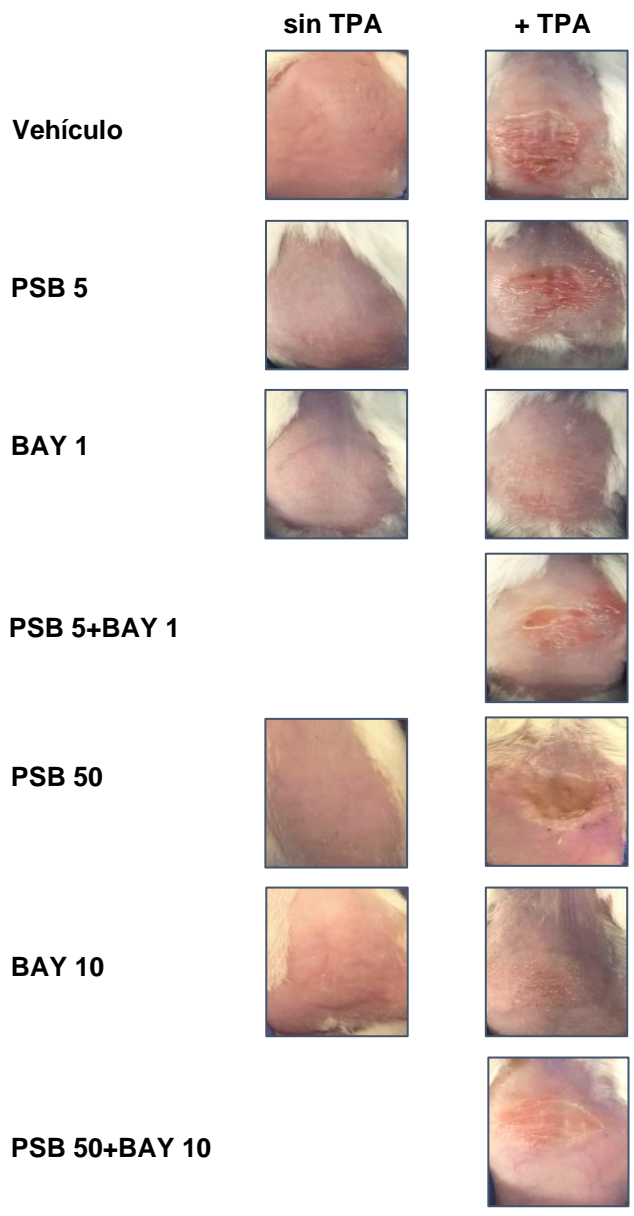 sin TPA + TPA
Vehículo
PSB 5
BAY 1
PSB 5+BAY 1
PSB 50
BAY 10
PSB 50+BAY 10